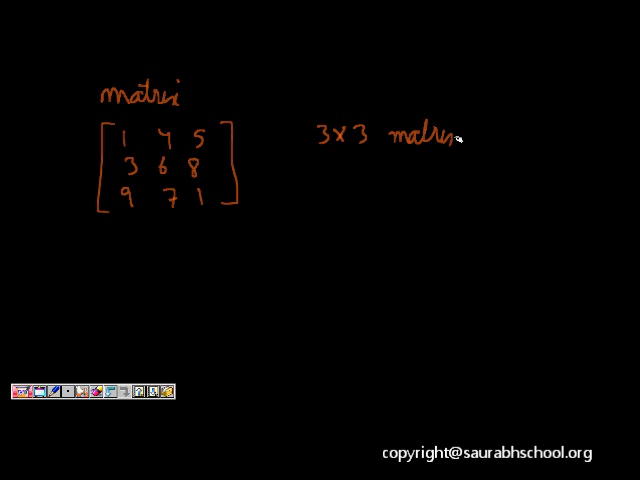 matrix
1 4 5
3 6 8
9 7 1
3 x 3 matrix
copyright@saurabhschool.org